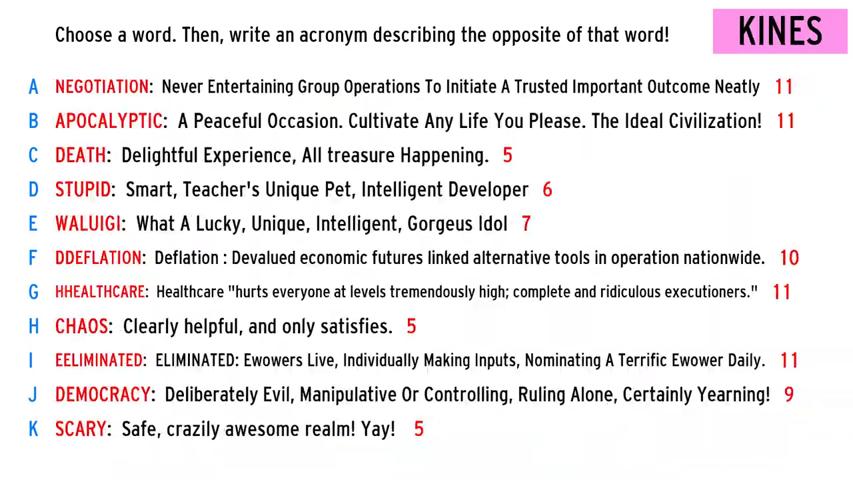 Choose a word. Then, write an acronym describing the opposite of that word!
KINES
A NEGOTIATION: Never Entertaining Group Operations To Initiate A Trusted Important Outcome Neatly 11
B APOCALYPTIC: A Peaceful Occasion. Cultivate Any Life You Please. The Ideal Civilization! 11
C DEATH: Delightful Experience, All treasure Happening. 5
D STUPID: Smart, Teacher's Unique Pet, Intelligent Developer 6
E WALUIGI: What A Lucky, Unique, Intelligent, Gorgeus Idol 7
F DDEFLATION: Deflation : Devalued economic futures linked alternative tools in operation nationwide. 10
G HHEALTHCARE: Healthcare "hurts everyone at levels tremendously high; complete and ridiculous executioners." 11
H CHAOS: Clearly helpful, and only satisfies. 5
I EELIMINATED: ELIMINATED: Ewowers Live, Individually Making Inputs, Nominating A Terrific Ewower Daily. 11
J DEMOCRACY: Deliberately Evil, Manipulative Or Controlling, Ruling Alone, Certainly Yearning! 9
K SCARY: Safe, crazily awesome realm! Yay! 5